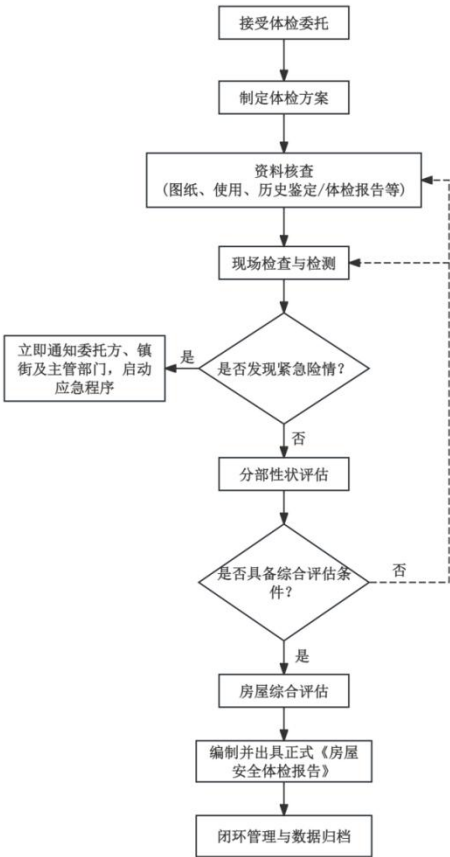 接受体检委托
制定体检方案
资料核查
(图纸、使用、历史鉴定/体检报告等)
现场检查与检测
是否发现紧急险情?
是
立即通知委托方、镇
街及主管部门，启动
应急程序
否
分部性状评估
是否具备综合评估条
件?
否
是
房屋综合评估
编制并出具正式《房屋
安全体检报告》
闭环管理与数据归档